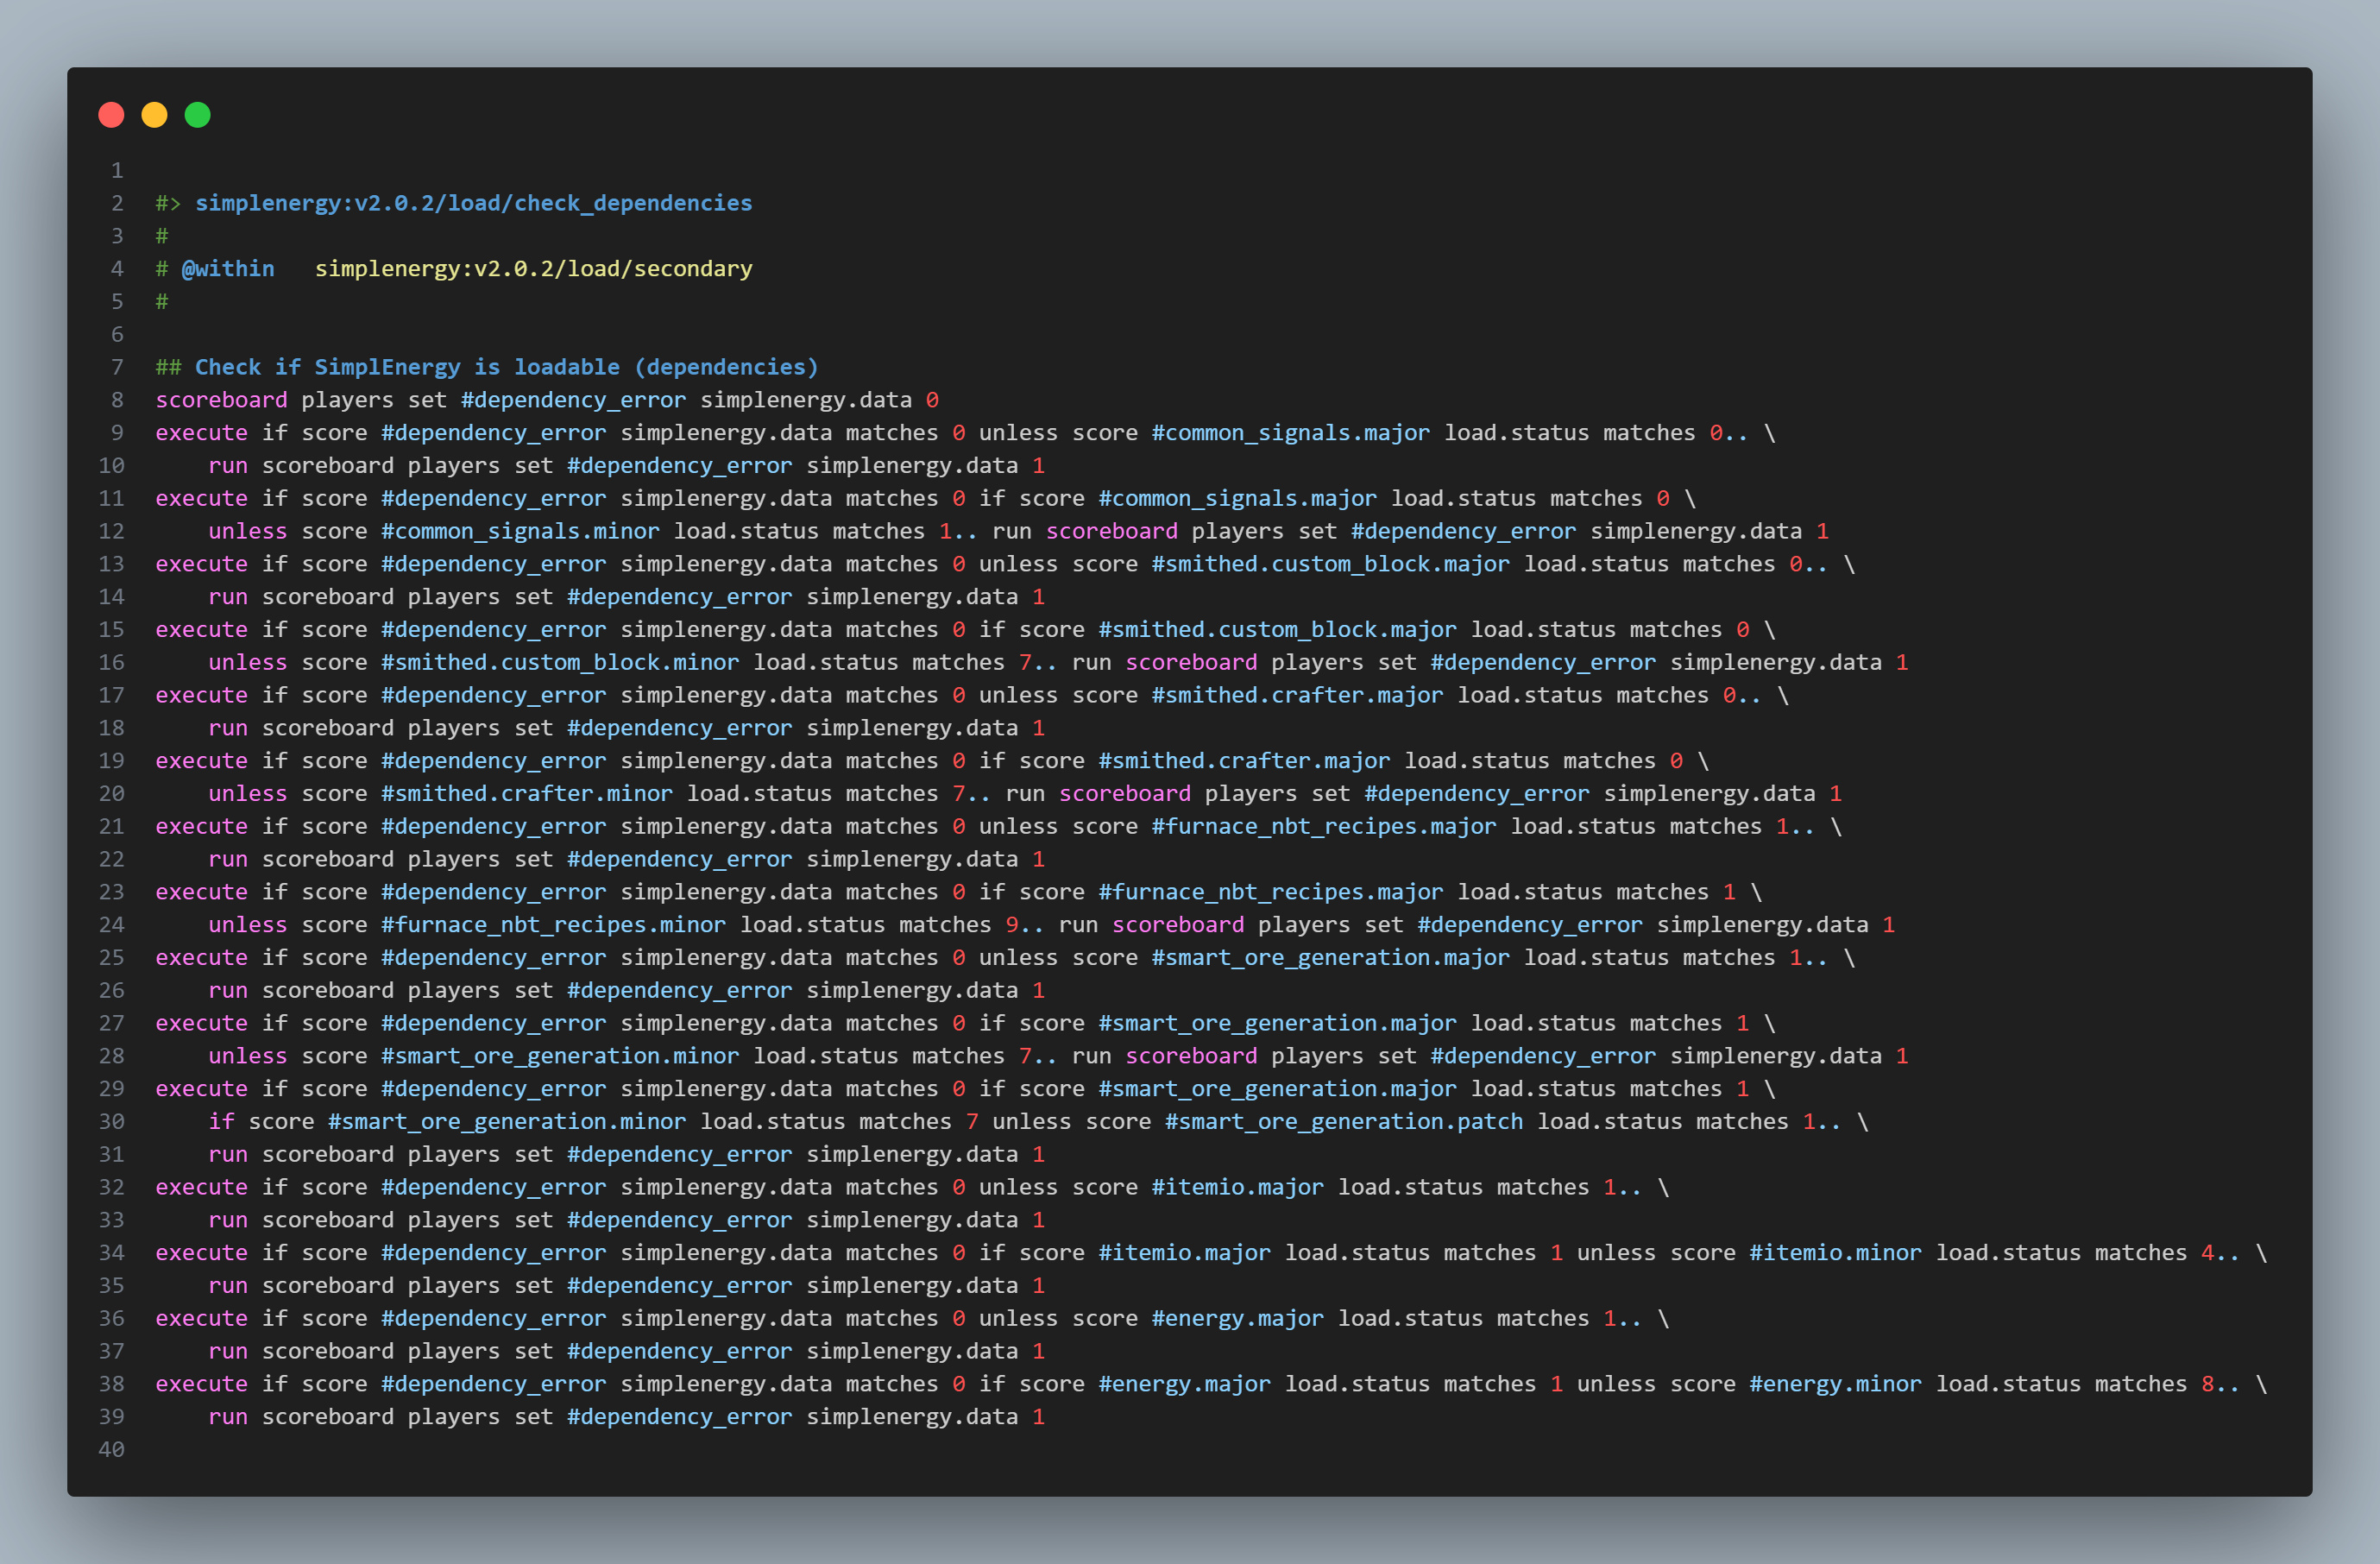 1
2 #> simplenergy:v2.0.2/load/check_dependencies
3 #
4 # @within   simplenergy:v2.0.2/load/secondary
5 #
6
7 ## Check if SimplEnergy is loadable (dependencies)
8 scoreboard players set #dependency_error simplenergy.data 0
9 execute if score #dependency_error simplenergy.data matches 0 unless score #common_signals.major load.status matches 0.. \
10     run scoreboard players set #dependency_error simplenergy.data 1
11 execute if score #dependency_error simplenergy.data matches 0 if score #common_signals.major load.status matches 0 \
12     unless score #common_signals.minor load.status matches 1.. run scoreboard players set #dependency_error simplenergy.data 1
13 execute if score #dependency_error simplenergy.data matches 0 unless score #smithed.custom_block.major load.status matches 0.. \
14     run scoreboard players set #dependency_error simplenergy.data 1
15 execute if score #dependency_error simplenergy.data matches 0 if score #smithed.custom_block.major load.status matches 0 \
16     unless score #smithed.custom_block.minor load.status matches 7.. run scoreboard players set #dependency_error simplenergy.data 1
17 execute if score #dependency_error simplenergy.data matches 0 unless score #smithed.crafter.major load.status matches 0.. \
18     run scoreboard players set #dependency_error simplenergy.data 1
19 execute if score #dependency_error simplenergy.data matches 0 if score #smithed.crafter.major load.status matches 0 \
20     unless score #smithed.crafter.minor load.status matches 7.. run scoreboard players set #dependency_error simplenergy.data 1
21 execute if score #dependency_error simplenergy.data matches 0 unless score #furnace_nbt_recipes.major load.status matches 1.. \
22     run scoreboard players set #dependency_error simplenergy.data 1
23 execute if score #dependency_error simplenergy.data matches 0 if score #furnace_nbt_recipes.major load.status matches 1 \
24     unless score #furnace_nbt_recipes.minor load.status matches 9.. run scoreboard players set #dependency_error simplenergy.data 1
25 execute if score #dependency_error simplenergy.data matches 0 unless score #smart_ore_generation.major load.status matches 1.. \
26     run scoreboard players set #dependency_error simplenergy.data 1
27 execute if score #dependency_error simplenergy.data matches 0 if score #smart_ore_generation.major load.status matches 1 \
28     unless score #smart_ore_generation.minor load.status matches 7.. run scoreboard players set #dependency_error simplenergy.data 1
29 execute if score #dependency_error simplenergy.data matches 0 if score #smart_ore_generation.major load.status matches 1 \
30     if score #smart_ore_generation.minor load.status matches 7 unless score #smart_ore_generation.patch load.status matches 1.. \
31     run scoreboard players set #dependency_error simplenergy.data 1
32 execute if score #dependency_error simplenergy.data matches 0 unless score #itemio.major load.status matches 1.. \
33     run scoreboard players set #dependency_error simplenergy.data 1
34 execute if score #dependency_error simplenergy.data matches 0 if score #itemio.major load.status matches 1 unless score #itemio.minor load.status matches 4.. \
35     run scoreboard players set #dependency_error simplenergy.data 1
36 execute if score #dependency_error simplenergy.data matches 0 unless score #energy.major load.status matches 1.. \
37     run scoreboard players set #dependency_error simplenergy.data 1
38 execute if score #dependency_error simplenergy.data matches 0 if score #energy.major load.status matches 1 unless score #energy.minor load.status matches 8.. \
39     run scoreboard players set #dependency_error simplenergy.data 1
40